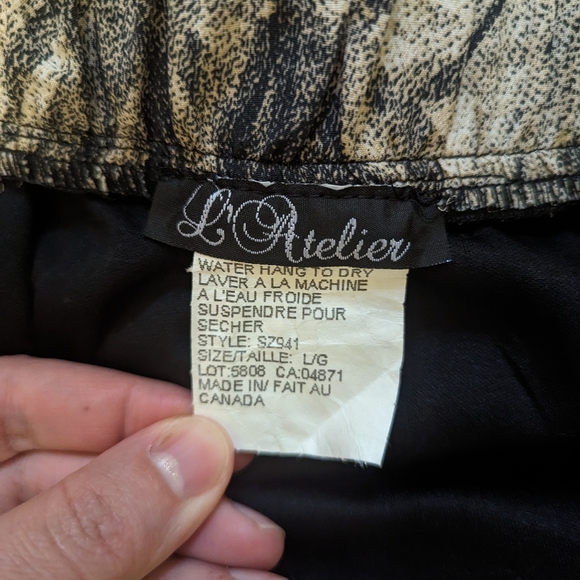 L'Atelier
WATER HANG TO DRY
LAVER A LA MACHINE
A L'EAU FROIDE
SUSPENDRE POUR
SECHER
STYLE: SZ941
SIZE/TAILLE: L/G
LOT:5808 CA:04871
MADE IN/ FAIT AU
CANADA